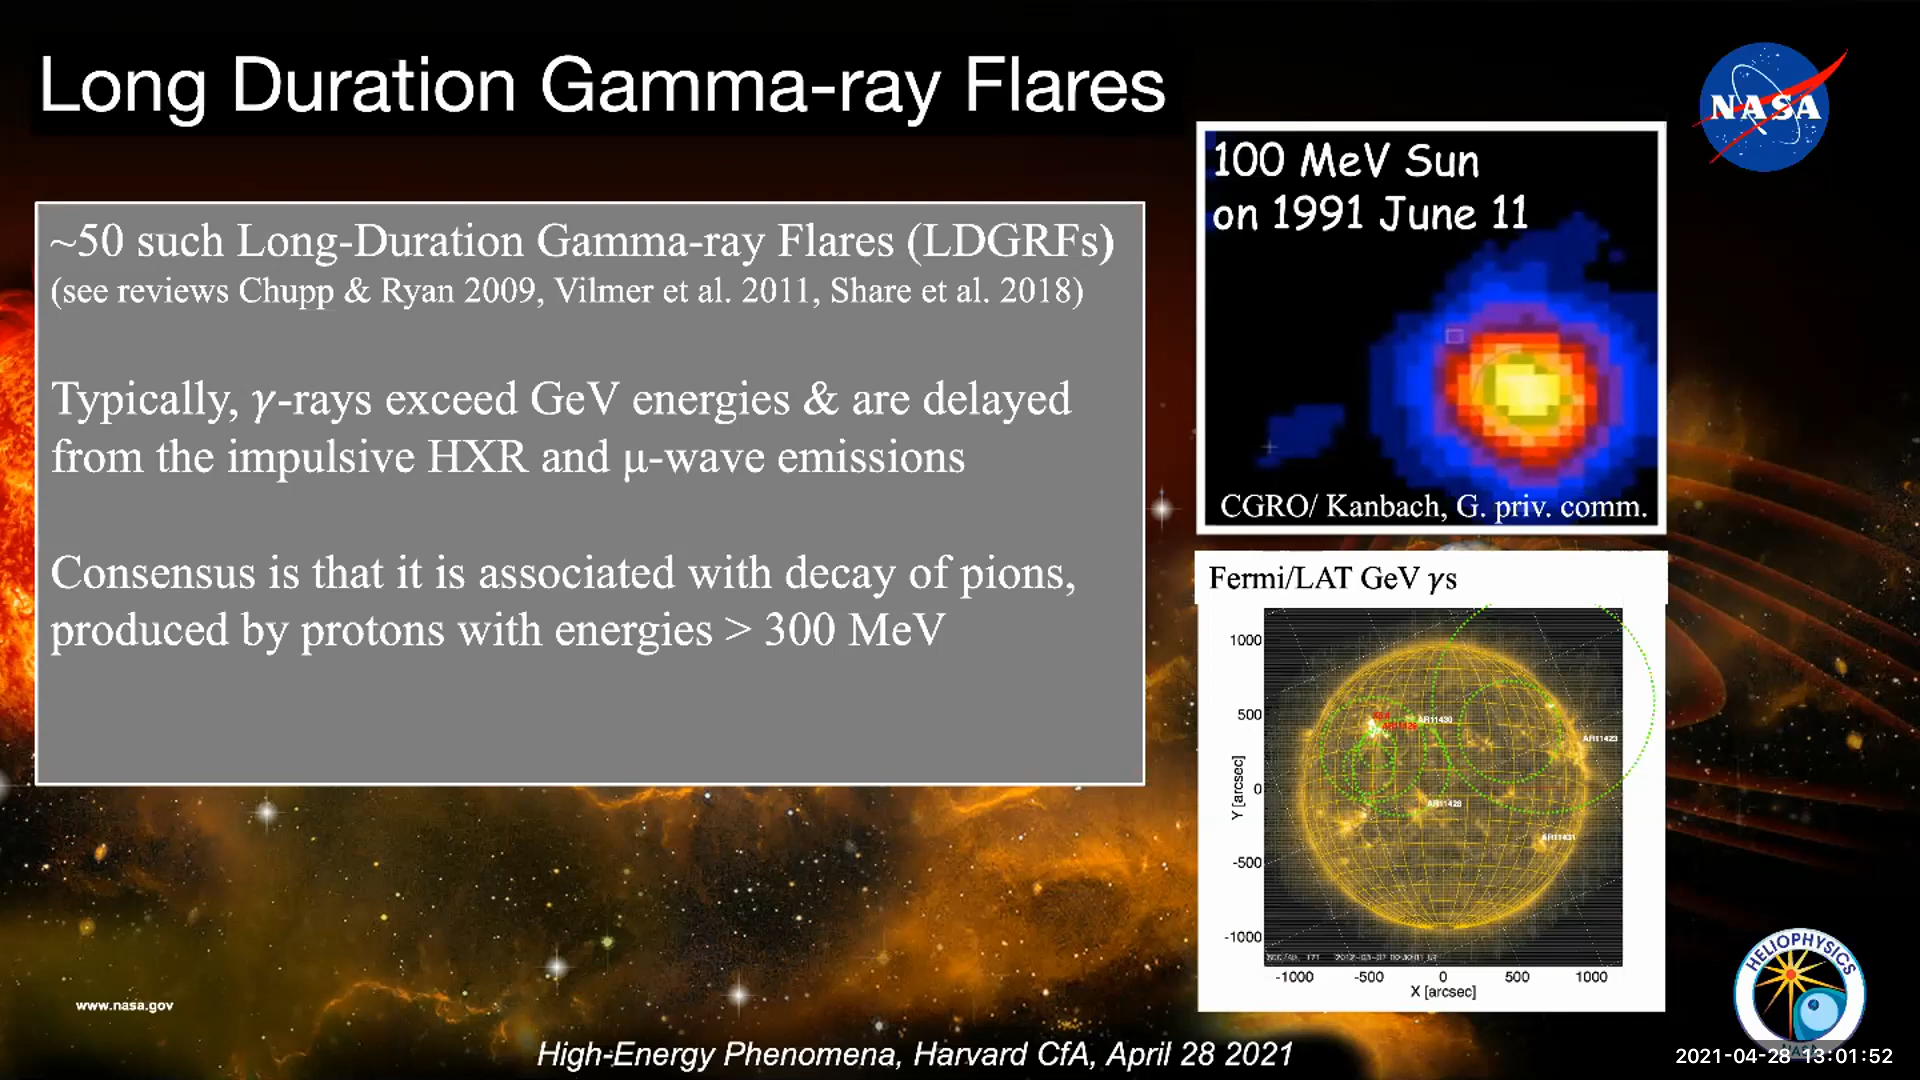 Long Duration Gamma-ray Flares
NASA
~50 such Long-Duration Gamma-ray Flares (LDGRFs)
(see reviews Chupp & Ryan 2009, Vilmer et al. 2011, Share et al. 2018)
Typically, γ-rays exceed GeV energies & are delayed
from the impulsive HXR and μ-wave emissions
Consensus is that it is associated with decay of pions,
produced by protons with energies > 300 MeV
100 MeV Sun
on 1991 June 11
CGRO/ Kanbach, G. priv. comm.
Fermi/LAT GeV γs
1000
500
0
-500
-1000
Y [arcsec]
AR11430
AR11423
AR11428
AR11431
-1000 -500 0 500 1000
X [arcsec]
HELIOPHYSICS
NASA
www.nasa.gov
High-Energy Phenomena, Harvard CfA, April 28 2021
2021-04-28 13:01:52